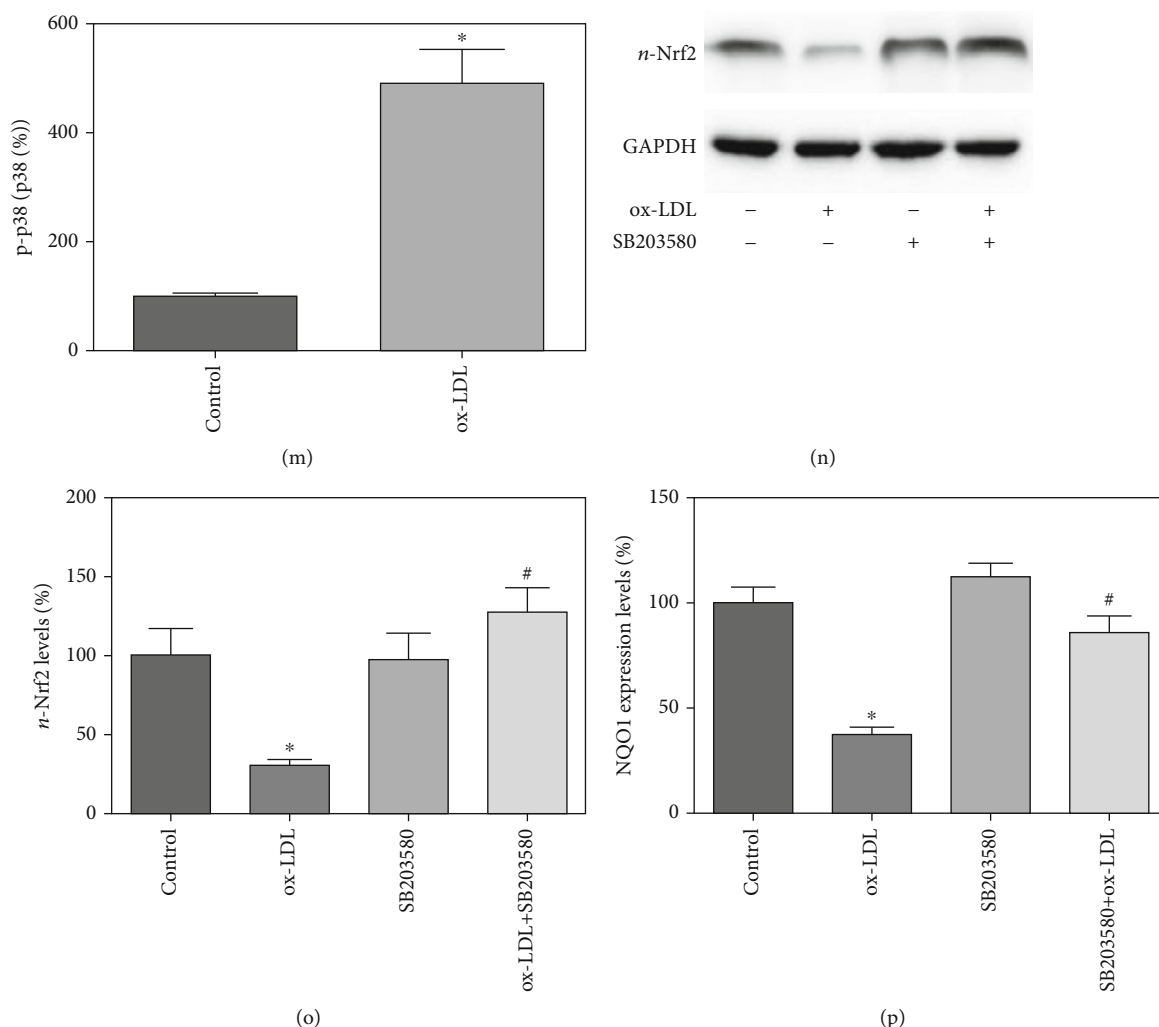 p-p38 (p38 (%))
600
400
200
0
*
Control
ox-LDL
(m)
n-Nrf2
GAPDH
ox-LDL – + – +
SB203580 – – + +
(n)
n-Nrf2 levels (%)
200
150
100
50
0
*
#
Control
ox-LDL
SB203580
ox-LDL+SB203580
(o)
NQO1 expression levels (%)
150
100
50
0
*
#
Control
ox-LDL
SB203580
SB203580+ox-LDL
(p)